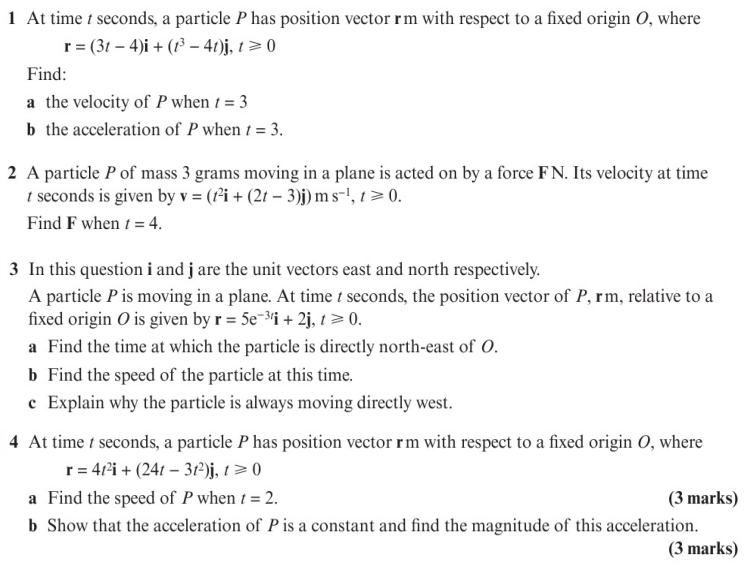 1 At time t seconds, a particle P has position vector r m with respect to a fixed origin O, where
r = (3t − 4)i + (t³ − 4t)j, t ⩾ 0
Find:
a the velocity of P when t = 3
b the acceleration of P when t = 3.
2 A particle P of mass 3 grams moving in a plane is acted on by a force F N. Its velocity at time
t seconds is given by v = (t²i + (2t − 3)j) m s⁻¹, t ⩾ 0.
Find F when t = 4.
3 In this question i and j are the unit vectors east and north respectively.
A particle P is moving in a plane. At time t seconds, the position vector of P, r m, relative to a
fixed origin O is given by r = 5e⁻³ᵗi + 2j, t ⩾ 0.
a Find the time at which the particle is directly north-east of O.
b Find the speed of the particle at this time.
c Explain why the particle is always moving directly west.
4 At time t seconds, a particle P has position vector r m with respect to a fixed origin O, where
r = 4t²i + (24t − 3t²)j, t ⩾ 0
a Find the speed of P when t = 2. (3 marks)
b Show that the acceleration of P is a constant and find the magnitude of this acceleration.
(3 marks)